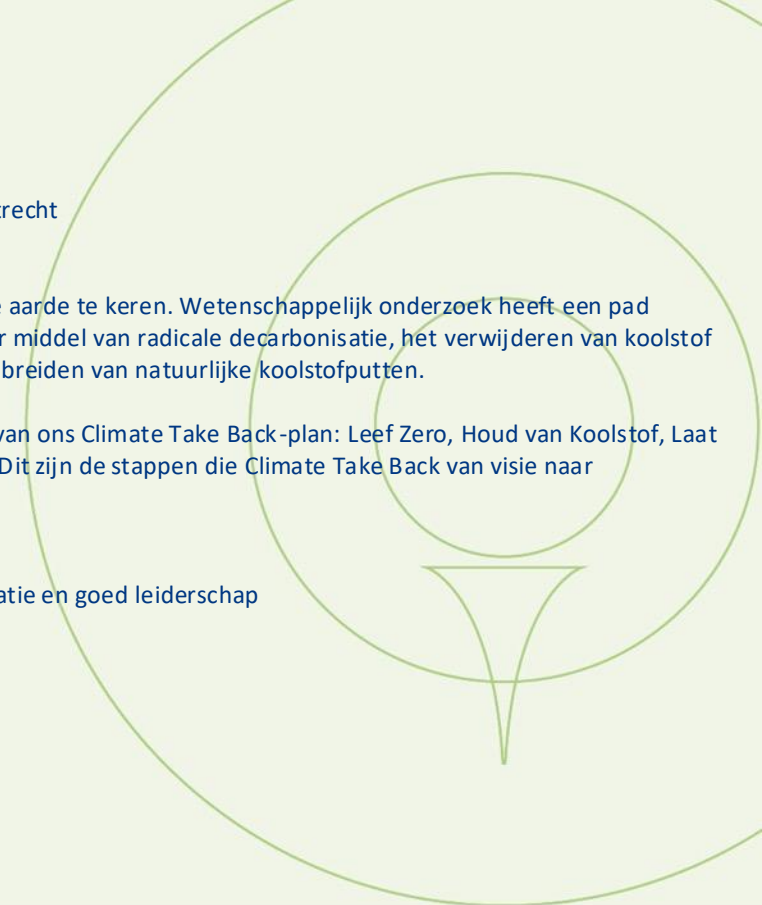 recht
aarde te keren. Wetenschappelijk onderzoek heeft een pad
middel van radicale decarbonisatie, het verwijderen van koolstof
breiden van natuurlijke koolstofputten.
van ons Climate Take Back-plan: Leef Zero, Houd van Koolstof, Laat
Dit zijn de stappen die Climate Take Back van visie naar
atie en goed leiderschap